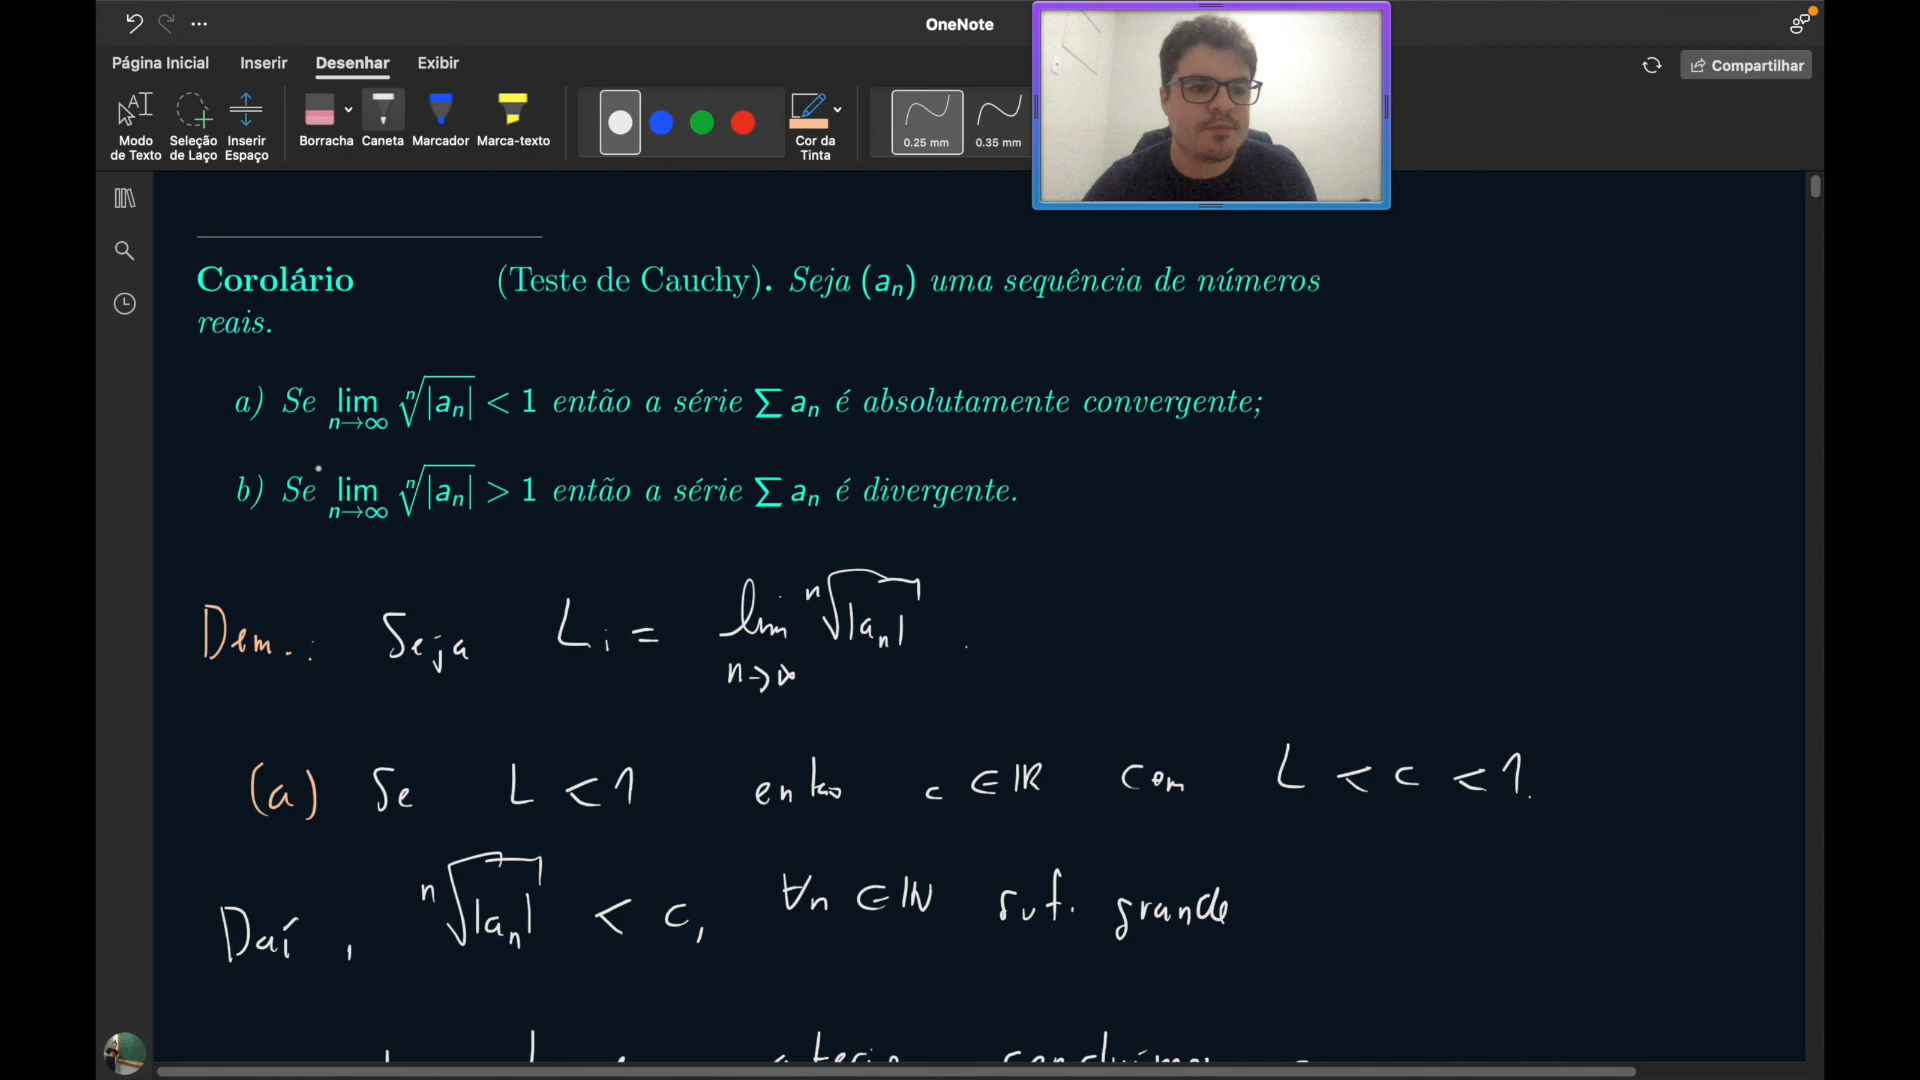 OneNote
Página Inicial Inserir Desenhar Exibir
Compartilhar
Modo de Texto Seleção de Laço Inserir Espaço Borracha Caneta Marcador Marca-texto Cor da Tinta 0.25 mm 0.35 mm
Corolário (Teste de Cauchy). Seja (aₙ) uma sequência de números
reais.
a) Se lim n→∞ ⁿ√|aₙ| < 1 então a série ∑ aₙ é absolutamente convergente;
b) Se lim n→∞ ⁿ√|aₙ| > 1 então a série ∑ aₙ é divergente.
Dem.: Seja L := lim n→∞ ⁿ√|aₙ| .
(a) Se L < 1 então c ∈ ℝ com L < c < 1.
Daí, ⁿ√|aₙ| < c, ∀n ∈ ℕ suf. grande